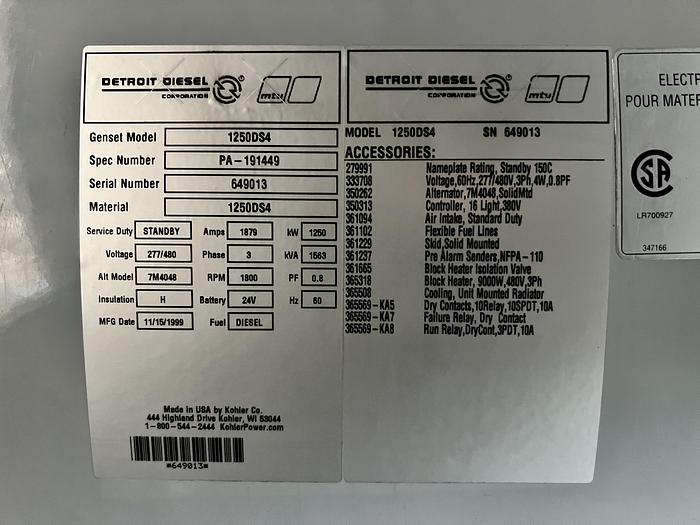 DETROIT DIESEL
CORPORATION
mtu
Genset Model 1250DS4
Spec Number PA-191449
Serial Number 649013
Material 1250DS4
Service Duty STANDBY Amps 1879 kW 1250
Voltage 277/480 Phase 3 kVA 1563
Alt Model 7M4048 RPM 1800 PF 0.8
Insulation H Battery 24V Hz 60
MFG Date 11/15/1999 Fuel DIESEL
Made in USA by Kohler Co.
444 Highland Drive Kohler, WI 53044
1-800-544-2444 KohlerPower.com
*649013*
DETROIT DIESEL
CORPORATION
mtu
MODEL 1250DS4 SN 649013
ACCESSORIES:
279991 Nameplate Rating, Standby 150C
333708 Voltage,60Hz,277/480V,3Ph,4W,0.8PF
350262 Alternator,7M4048,SolidMtd
350313 Controller, 16 Light,380V
361094 Air Intake, Standard Duty
361102 Flexible Fuel Lines
361229 Skid,Solid Mounted
361237 Pre Alarm Senders,NFPA-110
361665 Block Heater Isolation Valve
365318 Block Heater, 9000W,480V,3Ph
365508 Cooling, Unit Mounted Radiator
365569-KA5 Dry Contacts,10Relay,10SPDT,10A
365569-KA7 Failure Relay, Dry Contact
365569-KA8 Run Relay,DryCont,3PDT,10A
ELECTR
POUR MATER
SA
LR700927
347166